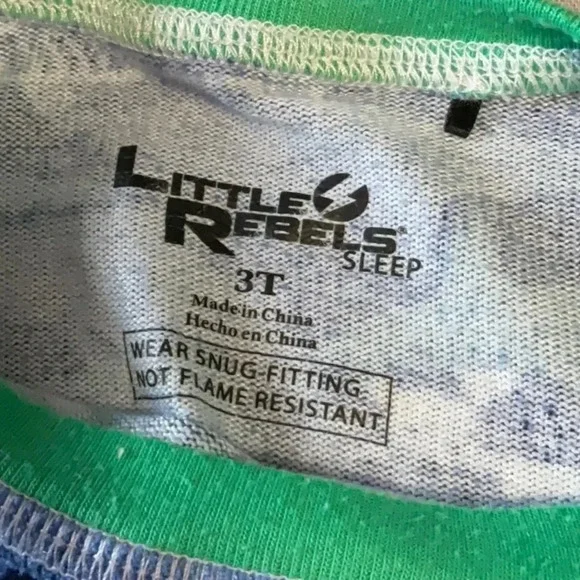 LITTLE
REBELS®
SLEEP
3T
Made in China
Hecho en China
WEAR SNUG-FITTING
NOT FLAME RESISTANT